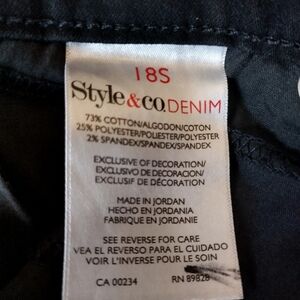 18S
Style & co. DENIM
73% COTTON/ALGODON/COTON
25% POLYESTER/POLIESTER/POLYESTER
2% SPANDEX/SPANDEX/SPANDEX
EXCLUSIVE OF DECORATION/
EXCLUSIVO DE DECORACION/
EXCLUSIF DE DÉCORATION
MADE IN JORDAN
HECHO EN JORDANIA
FABRIQUE EN JORDANIE
SEE REVERSE FOR CARE
VEA EL REVERSO PARA EL CUIDADO
VOIR L'INVERSE POUR LE SOIN
CA 00234 RN 89828